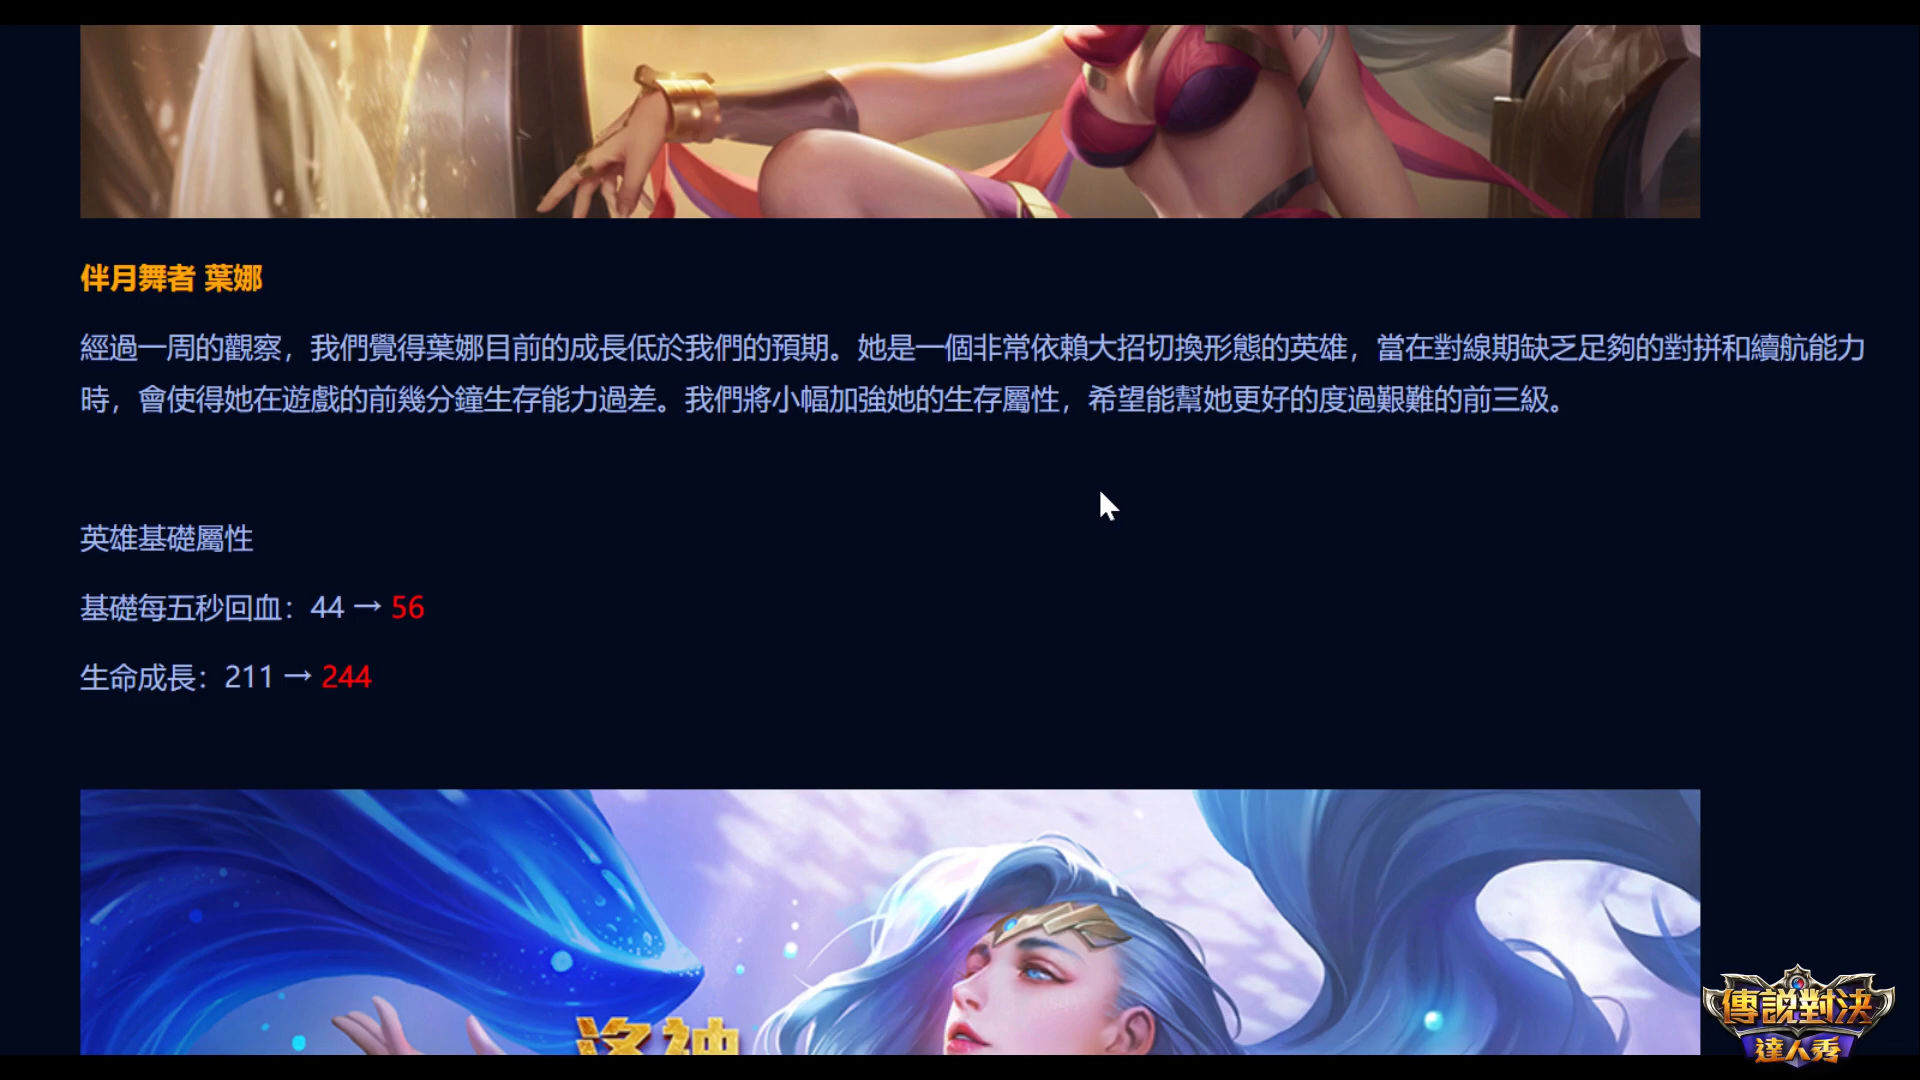 伴月舞者 葉娜
經過一周的觀察，我們覺得葉娜目前的成長低於我們的預期。她是一個非常依賴大招切換形態的英雄，當在對線期缺乏足夠的對拼和續航能力
時，會使得她在遊戲的前幾分鐘生存能力過差。我們將小幅加強她的生存屬性，希望能幫她更好的度過艱難的前三級。
英雄基礎屬性
基礎每五秒回血：44 → 56
生命成長：211 → 244
洛神
傳說對決
達人秀